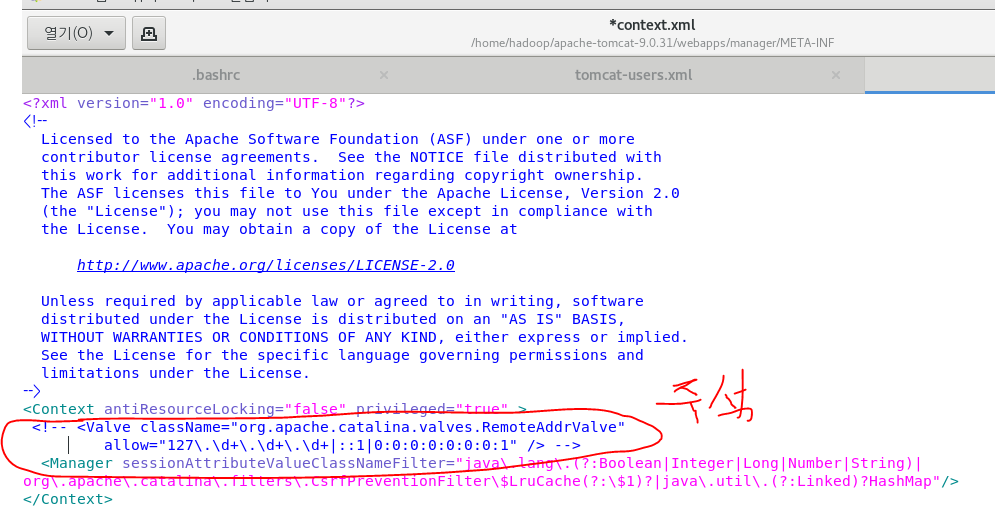 열기(O)
*context.xml
/home/hadoop/apache-tomcat-9.0.31/webapps/manager/META-INF
.bashrc ×
tomcat-users.xml ×
<?xml version="1.0" encoding="UTF-8"?>
<!--
  Licensed to the Apache Software Foundation (ASF) under one or more
  contributor license agreements.  See the NOTICE file distributed with
  this work for additional information regarding copyright ownership.
  The ASF licenses this file to You under the Apache License, Version 2.0
  (the "License"); you may not use this file except in compliance with
  the License.  You may obtain a copy of the License at

      http://www.apache.org/licenses/LICENSE-2.0

  Unless required by applicable law or agreed to in writing, software
  distributed under the License is distributed on an "AS IS" BASIS,
  WITHOUT WARRANTIES OR CONDITIONS OF ANY KIND, either express or implied.
  See the License for the specific language governing permissions and
  limitations under the License.
-->
<Context antiResourceLocking="false" privileged="true" >
주석
 <!-- <Valve className="org.apache.catalina.valves.RemoteAddrValve"
         allow="127\.\d+\.\d+\.\d+|::1|0:0:0:0:0:0:0:1" /> -->
  <Manager sessionAttributeValueClassNameFilter="java\.lang\.(?:Boolean|Integer|Long|Number|String)|
org\.apache\.catalina\.filters\.CsrfPreventionFilter\$LruCache(?:\$1)?|java\.util\.(?:Linked)?HashMap"/>
</Context>